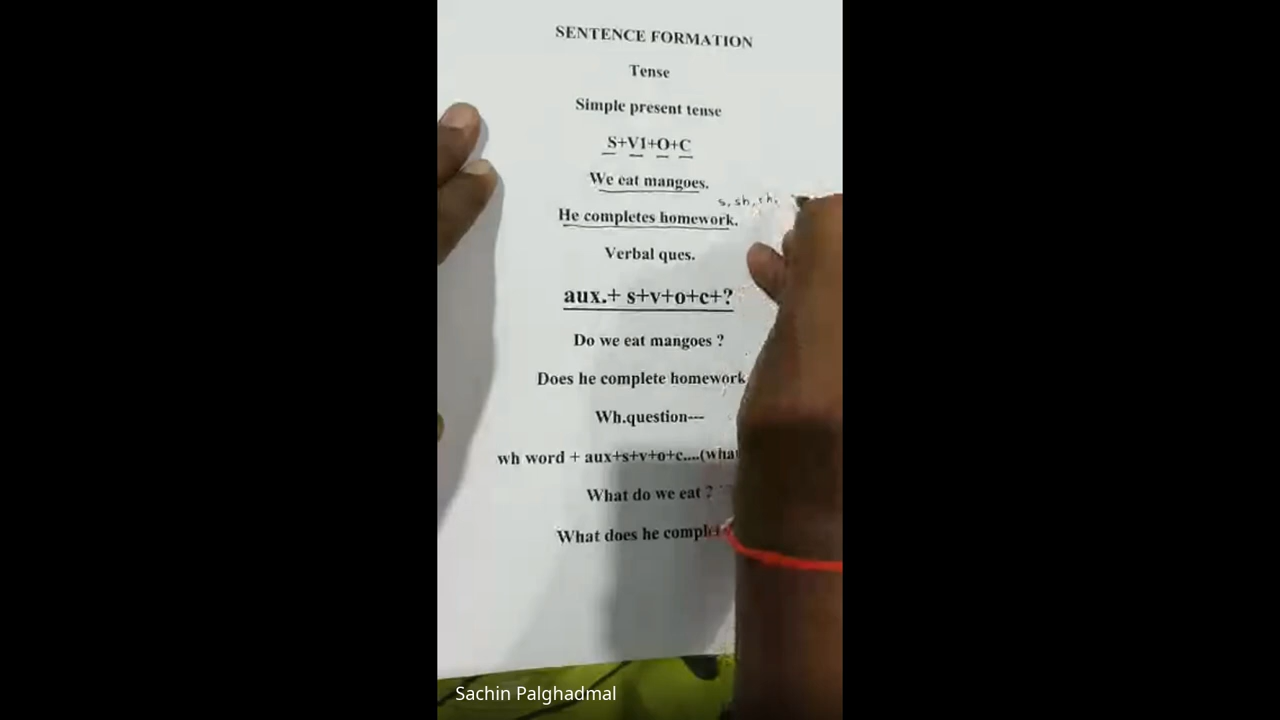 SENTENCE FORMATION
Tense
Simple present tense
S+V1+O+C
We eat mangoes.
s, sh, ch,
He completes homework.
Verbal ques.
aux.+ s+v+o+c+?
Do we eat mangoes ?
Does he complete homework
Wh.question---
wh word + aux+s+v+o+c....(what
What do we eat ?
What does he complet
Sachin Palghadmal